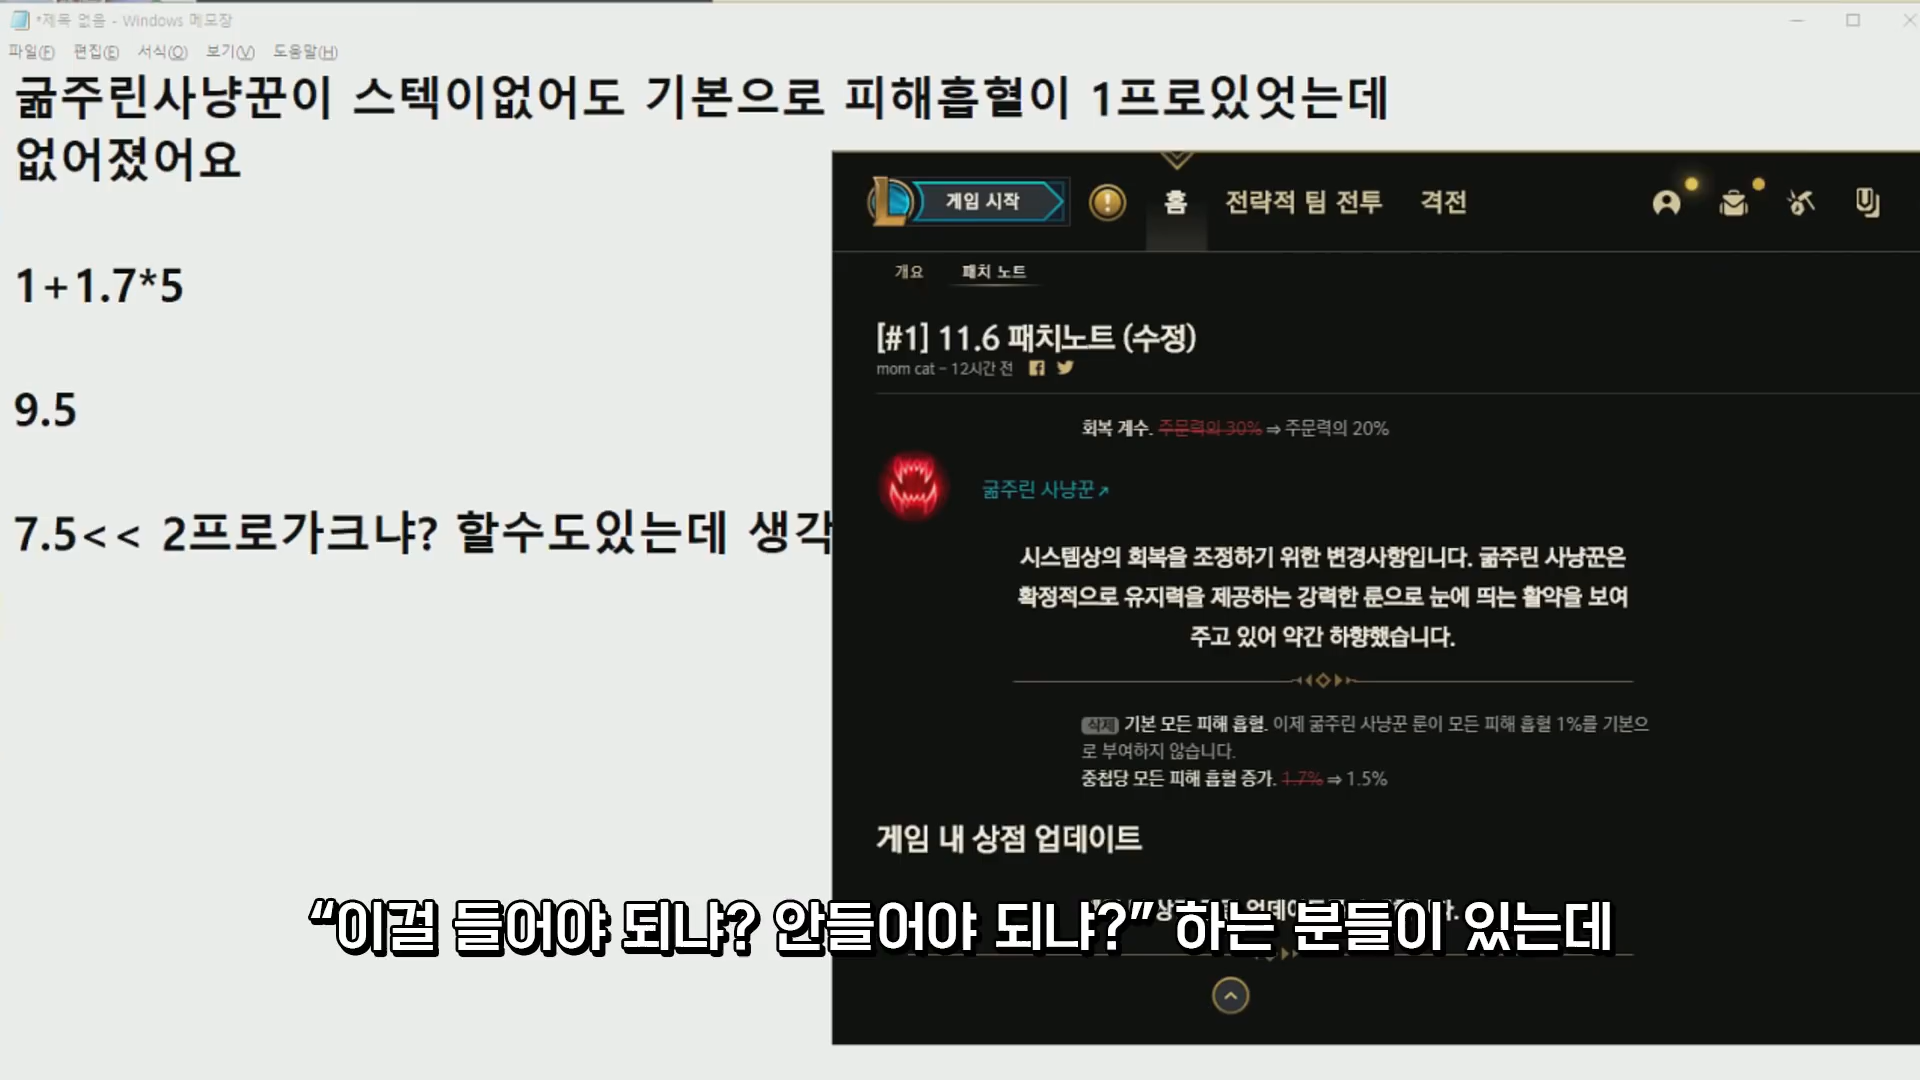 *제목 없음 - Windows 메모장
파일(F) 편집(E) 서식(O) 보기(V) 도움말(H)
굶주린사냥꾼이 스텍이없어도 기본으로 피해흡혈이 1프로있엇는데
없어졌어요
1+1.7*5
9.5
7.5<< 2프로가크냐? 할수도있는데 생각
게임 시작
홈 전략적 팀 전투 격전
개요 패치 노트
[#1] 11.6 패치노트 (수정)
mom cat - 12시간 전
회복 계수. 주문력의 30% ⇒ 주문력의 20%
굶주린 사냥꾼
시스템상의 회복을 조정하기 위한 변경사항입니다. 굶주린 사냥꾼은
확정적으로 유지력을 제공하는 강력한 룬으로 눈에 띄는 활약을 보여
주고 있어 약간 하향했습니다.
삭제 기본 모든 피해 흡혈. 이제 굶주린 사냥꾼 룬이 모든 피해 흡혈 1%를 기본으
로 부여하지 않습니다.
중첩당 모든 피해 흡혈 증가. 1.7% ⇒ 1.5%
게임 내 상점 업데이트
“이걸 들어야 되냐? 안들어야 되냐?” 하는 분들이 있는데